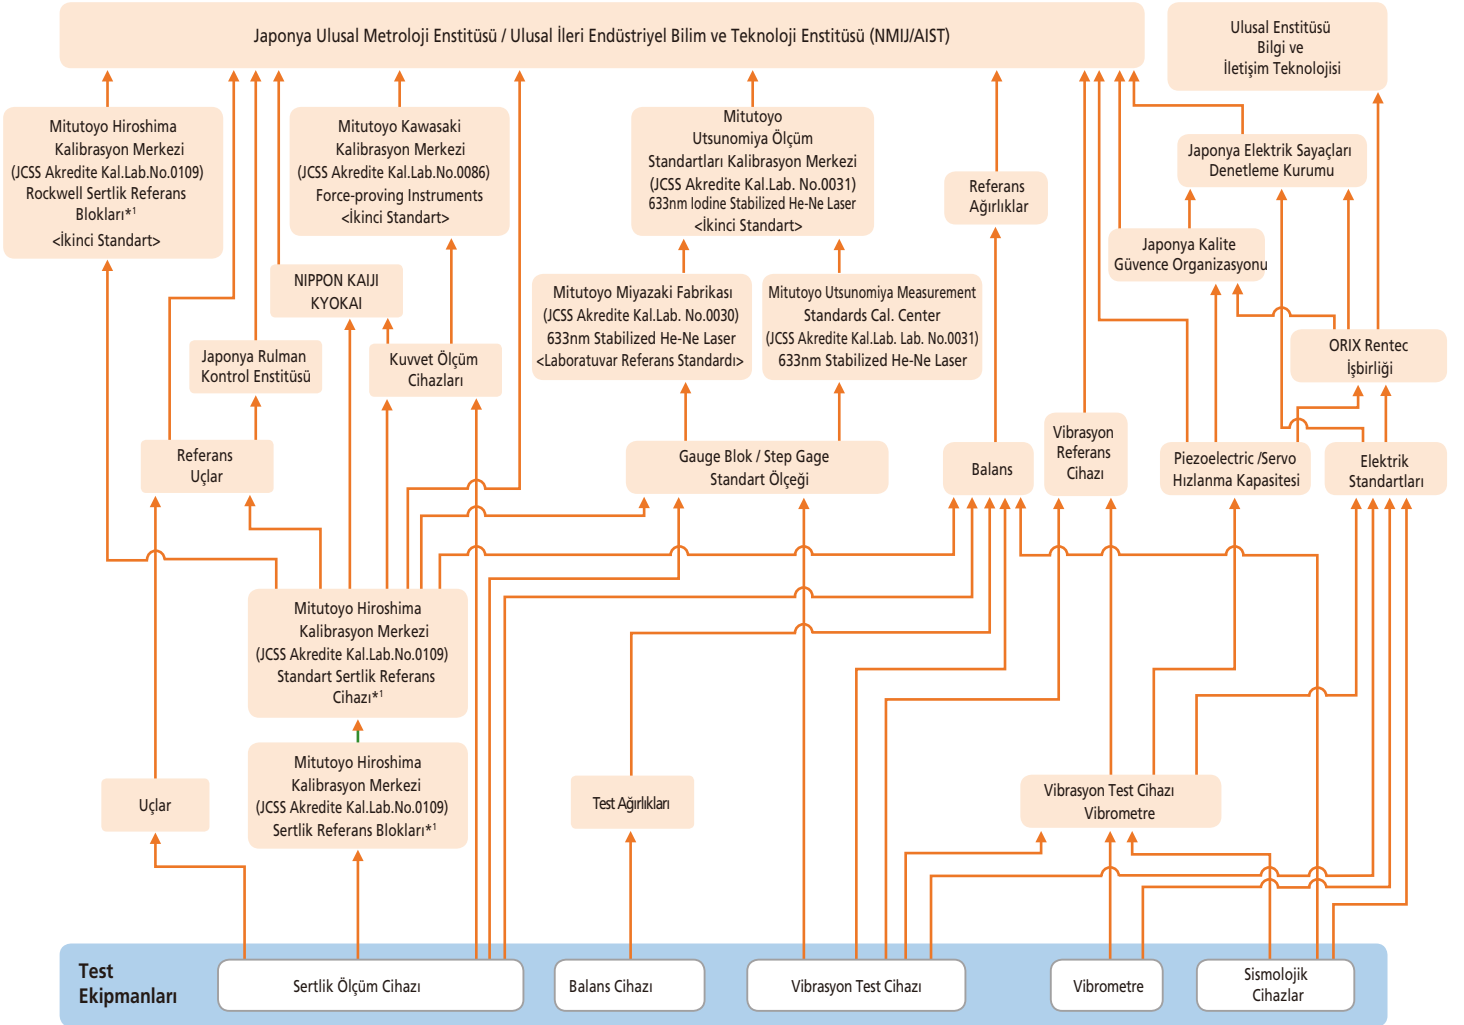 Japonya Ulusal Metroloji Enstitüsü / Ulusal İleri Endüstriyel Bilim ve Teknoloji Enstitüsü (NMIJ/AIST)
Ulusal Enstitüsü
Bilgi ve
İletişim Teknolojisi
Mitutoyo Hiroshima
Kalibrasyon Merkezi
(JCSS Akredite Kal.Lab.No.0109)
Rockwell Sertlik Referans
Blokları*1
<İkinci Standart>
Mitutoyo Kawasaki
Kalibrasyon Merkezi
(JCSS Akredite Kal.Lab.No.0086)
Force-proving Instruments
<İkinci Standart>
Mitutoyo
Utsunomiya Ölçüm
Standartları Kalibrasyon Merkezi
(JCSS Akredite Kal.Lab. No.0031)
633nm Iodine Stabilized He-Ne Laser
<İkinci Standart>
Referans
Ağırlıklar
Japonya Elektrik Sayaçları
Denetleme Kurumu
Japonya Kalite
Güvence Organizasyonu
NIPPON KAIJI
KYOKAI
Mitutoyo Miyazaki Fabrikası
(JCSS Akredite Kal.Lab. No.0030)
633nm Stabilized He-Ne Laser
<Laboratuvar Referans Standardı>
Mitutoyo Utsunomiya Measurement
Standards Cal. Center
(JCSS Akredite Kal.Lab. Lab. No.0031)
633nm Stabilized He-Ne Laser
Japonya Rulman
Kontrol Enstitüsü
Kuvvet Ölçüm
Cihazları
ORIX Rentec
İşbirliği
Referans
Uçlar
Gauge Blok / Step Gage
Standart Ölçeği
Balans
Vibrasyon
Referans
Cihazı
Piezoelectric /Servo
Hızlanma Kapasitesi
Elektrik
Standartları
Mitutoyo Hiroshima
Kalibrasyon Merkezi
(JCSS Akredite Kal.Lab.No.0109)
Standart Sertlik Referans
Cihazı*1
Mitutoyo Hiroshima
Kalibrasyon Merkezi
(JCSS Akredite Kal.Lab.No.0109)
Sertlik Referans Blokları*1
Uçlar
Test Ağırlıkları
Vibrasyon Test Cihazı
Vibrometre
Test
Ekipmanları
Sertlik Ölçüm Cihazı
Balans Cihazı
Vibrasyon Test Cihazı
Vibrometre
Sismolojik
Cihazlar